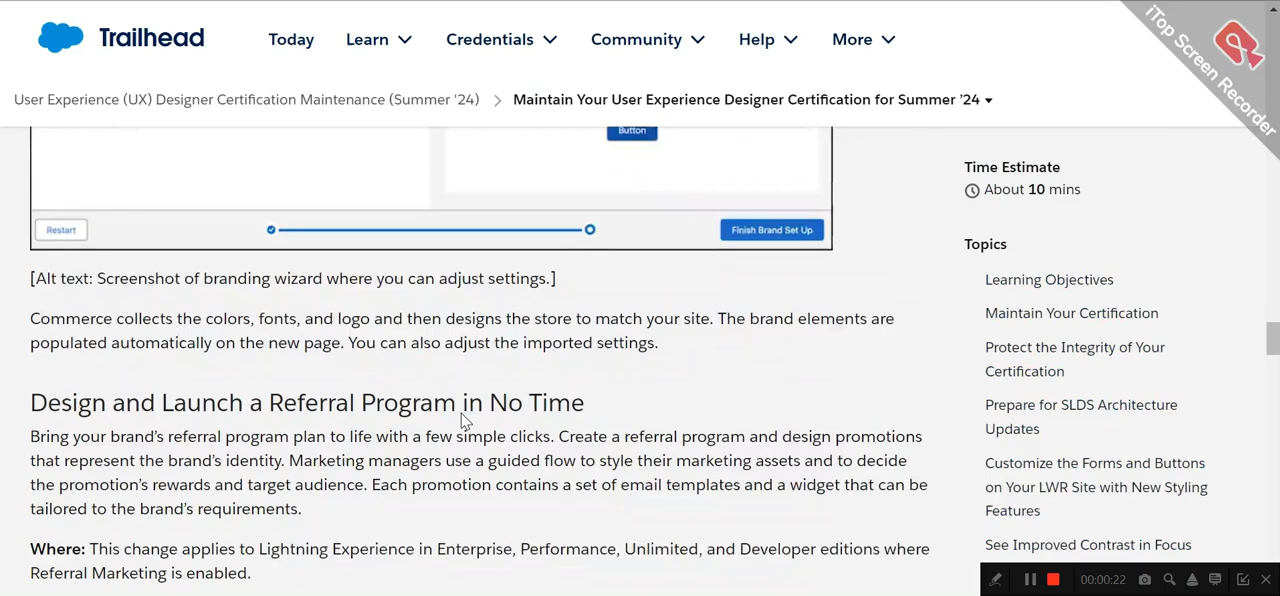 Trailhead
Today
Learn
Credentials
Community
Help
More
iTop Screen Recorder
User Experience (UX) Designer Certification Maintenance (Summer '24)
Maintain Your User Experience Designer Certification for Summer ’24
Button
Restart
Finish Brand Set Up
[Alt text: Screenshot of branding wizard where you can adjust settings.]
Commerce collects the colors, fonts, and logo and then designs the store to match your site. The brand elements are
populated automatically on the new page. You can also adjust the imported settings.
Design and Launch a Referral Program in No Time
Bring your brand’s referral program plan to life with a few simple clicks. Create a referral program and design promotions
that represent the brand’s identity. Marketing managers use a guided flow to style their marketing assets and to decide
the promotion’s rewards and target audience. Each promotion contains a set of email templates and a widget that can be
tailored to the brand’s requirements.
Where: This change applies to Lightning Experience in Enterprise, Performance, Unlimited, and Developer editions where
Referral Marketing is enabled.
Time Estimate
About 10 mins
Topics
Learning Objectives
Maintain Your Certification
Protect the Integrity of Your
Certification
Prepare for SLDS Architecture
Updates
Customize the Forms and Buttons
on Your LWR Site with New Styling
Features
See Improved Contrast in Focus
00:00:22